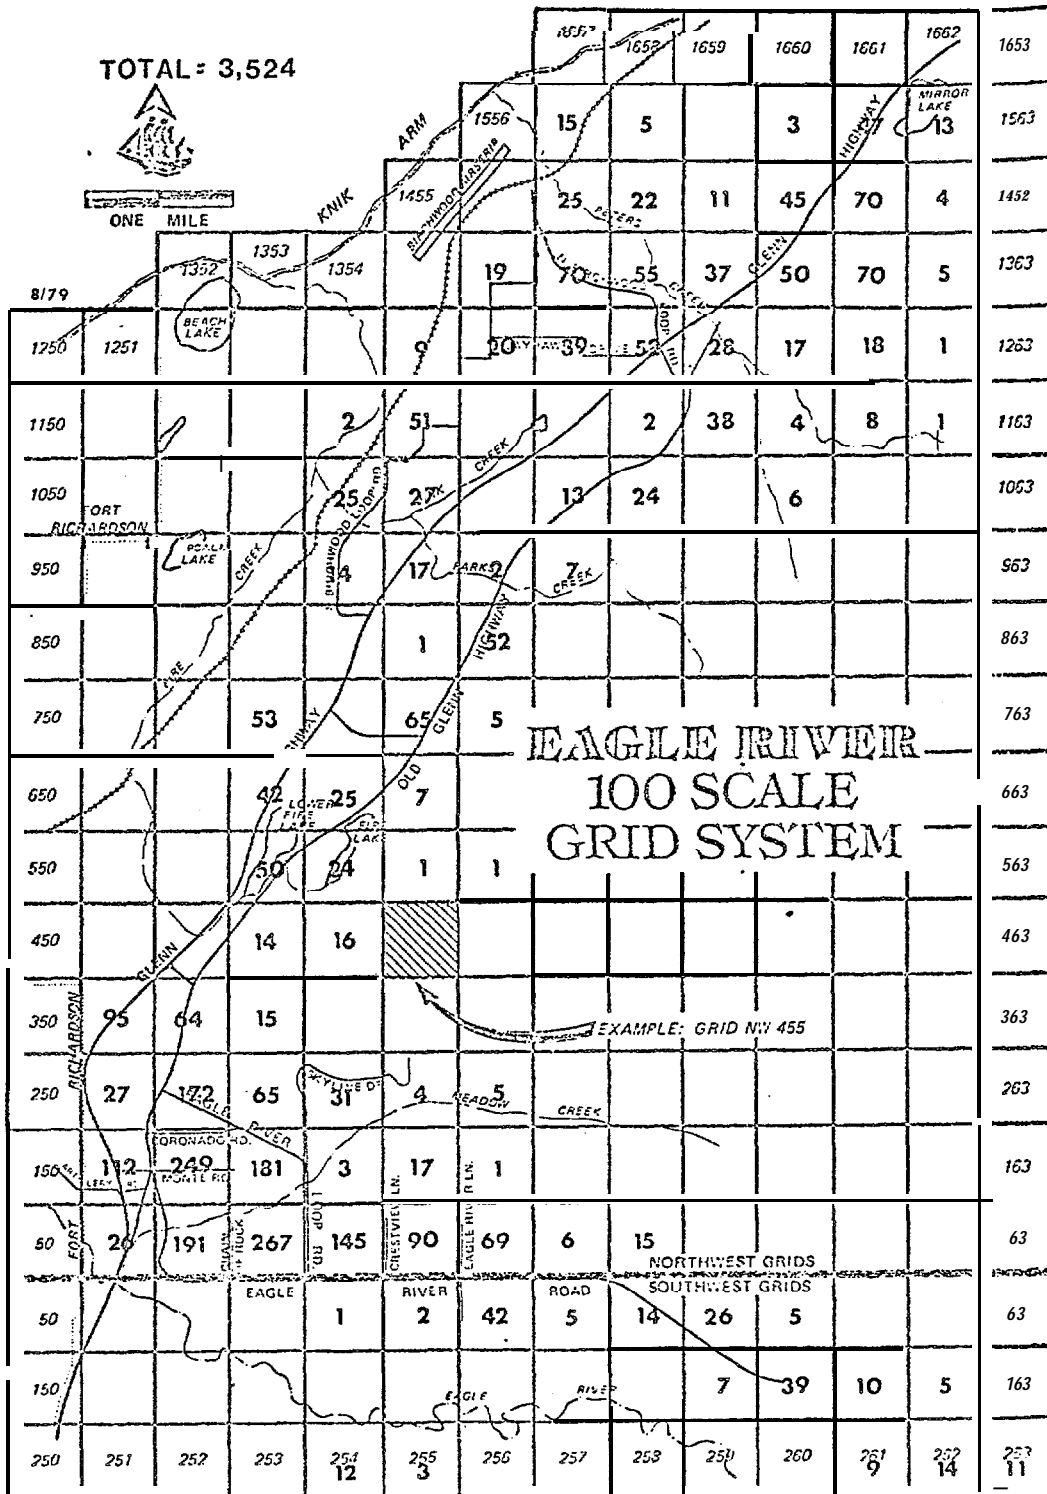 1657 1658 1659 1660 1661 1662 1653
TOTAL= 3,524
1556 15 5 3 MIRROR LAKE 13 1563
KNIK ARM
ONE MILE
1455 BIRCHWOOD AIRSTRIP 25 22 11 45 70 4 1452
PETERS CREEK
GLENN HIGHWAY
1352 1353 1354 19 70 55 37 50 70 5 1363
8/79
BEACH LAKE
LOOP RD.
1250 1251 9 20 39 52 28 17 18 1 1263
1150 2 51 2 38 4 8 1 1163
CREEK
1050 25 27 13 24 6 1063
FORT RICHARDSON
BIRCHWOOD LOOP RD
LAKE
950 4 17 PARKS 2 7 CREEK 963
FIRE CREEK
850 1 52 863
750 53 65 5 763
OLD GLENN HIGHWAY
EAGLE RIVER
100 SCALE
GRID SYSTEM
650 42 25 7 663
LOWER FIRE LAKE
550 50 24 1 1 563
450 14 16 463
GLENN
350 95 64 15 363
EXAMPLE: GRID NW 455
RICHARDSON
SKYLINE DR
250 27 172 65 31 4 5 263
MEADOW CREEK
EAGLE RIVER
CORONADO RD.
150 112 249 181 3 17 1 163
MONTE RD
LOOP RD.
CRESTVIEW LN.
EAGLE RIVER LN.
FORT
50 26 191 267 145 90 69 6 15 63
NORTHWEST GRIDS
EAGLE RIVER ROAD SOUTHWEST GRIDS
50 1 2 42 5 14 26 5 63
150 7 39 10 5 163
EAGLE RIVER
250 251 252 253 254 255 256 257 258 259 260 261 262 263
12 3 9 14 11